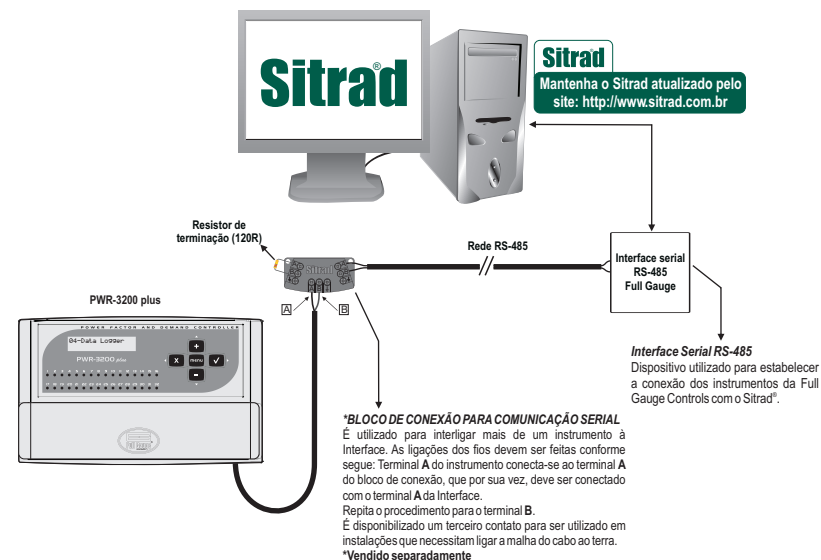 Sitrad®
Sitrad
Mantenha o Sitrad atualizado pelo
site: http://www.sitrad.com.br
Resistor de
terminação (120R)
Sitrad
Rede RS-485
Interface serial
RS-485
Full Gauge
A
B
PWR-3200 plus
POWER FACTOR AND DEMAND CONTROLLER
04-Data Logger
PWR-3200 plus
+
X
menu
✓
-
Interface Serial RS-485
Dispositivo utilizado para estabelecer
a conexão dos instrumentos da Full
Gauge Controls com o Sitrad®.
*BLOCO DE CONEXÃO PARA COMUNICAÇÃO SERIAL
É utilizado para interligar mais de um instrumento à
Interface. As ligações dos fios devem ser feitas conforme
segue: Terminal A do instrumento conecta-se ao terminal A
do bloco de conexão, que por sua vez, deve ser conectado
com o terminal A da Interface.
Repita o procedimento para o terminal B.
É disponibilizado um terceiro contato para ser utilizado em
instalações que necessitam ligar a malha do cabo ao terra.
*Vendido separadamente